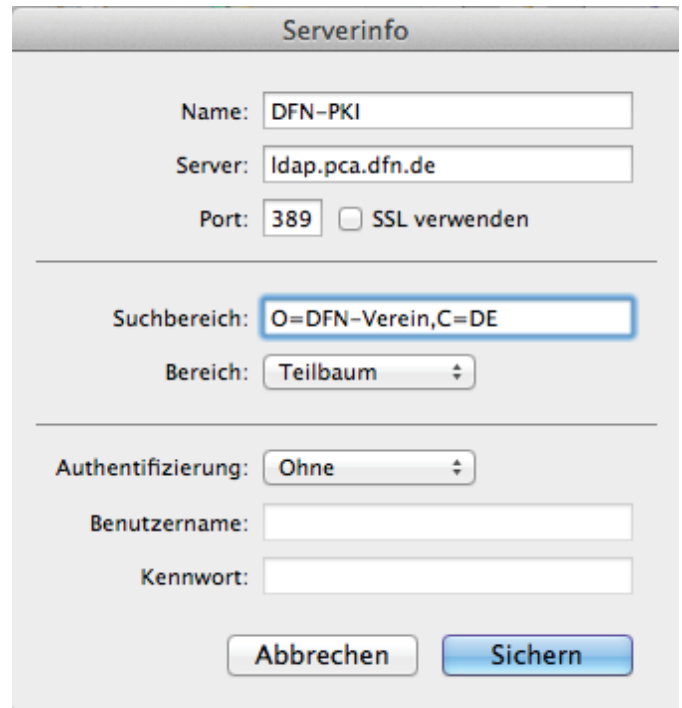 Serverinfo
Name: DFN-PKI
Server: ldap.pca.dfn.de
Port: 389 SSL verwenden
Suchbereich: O=DFN-Verein,C=DE
Bereich: Teilbaum
Authentifizierung: Ohne
Benutzername:
Kennwort:
Abbrechen Sichern